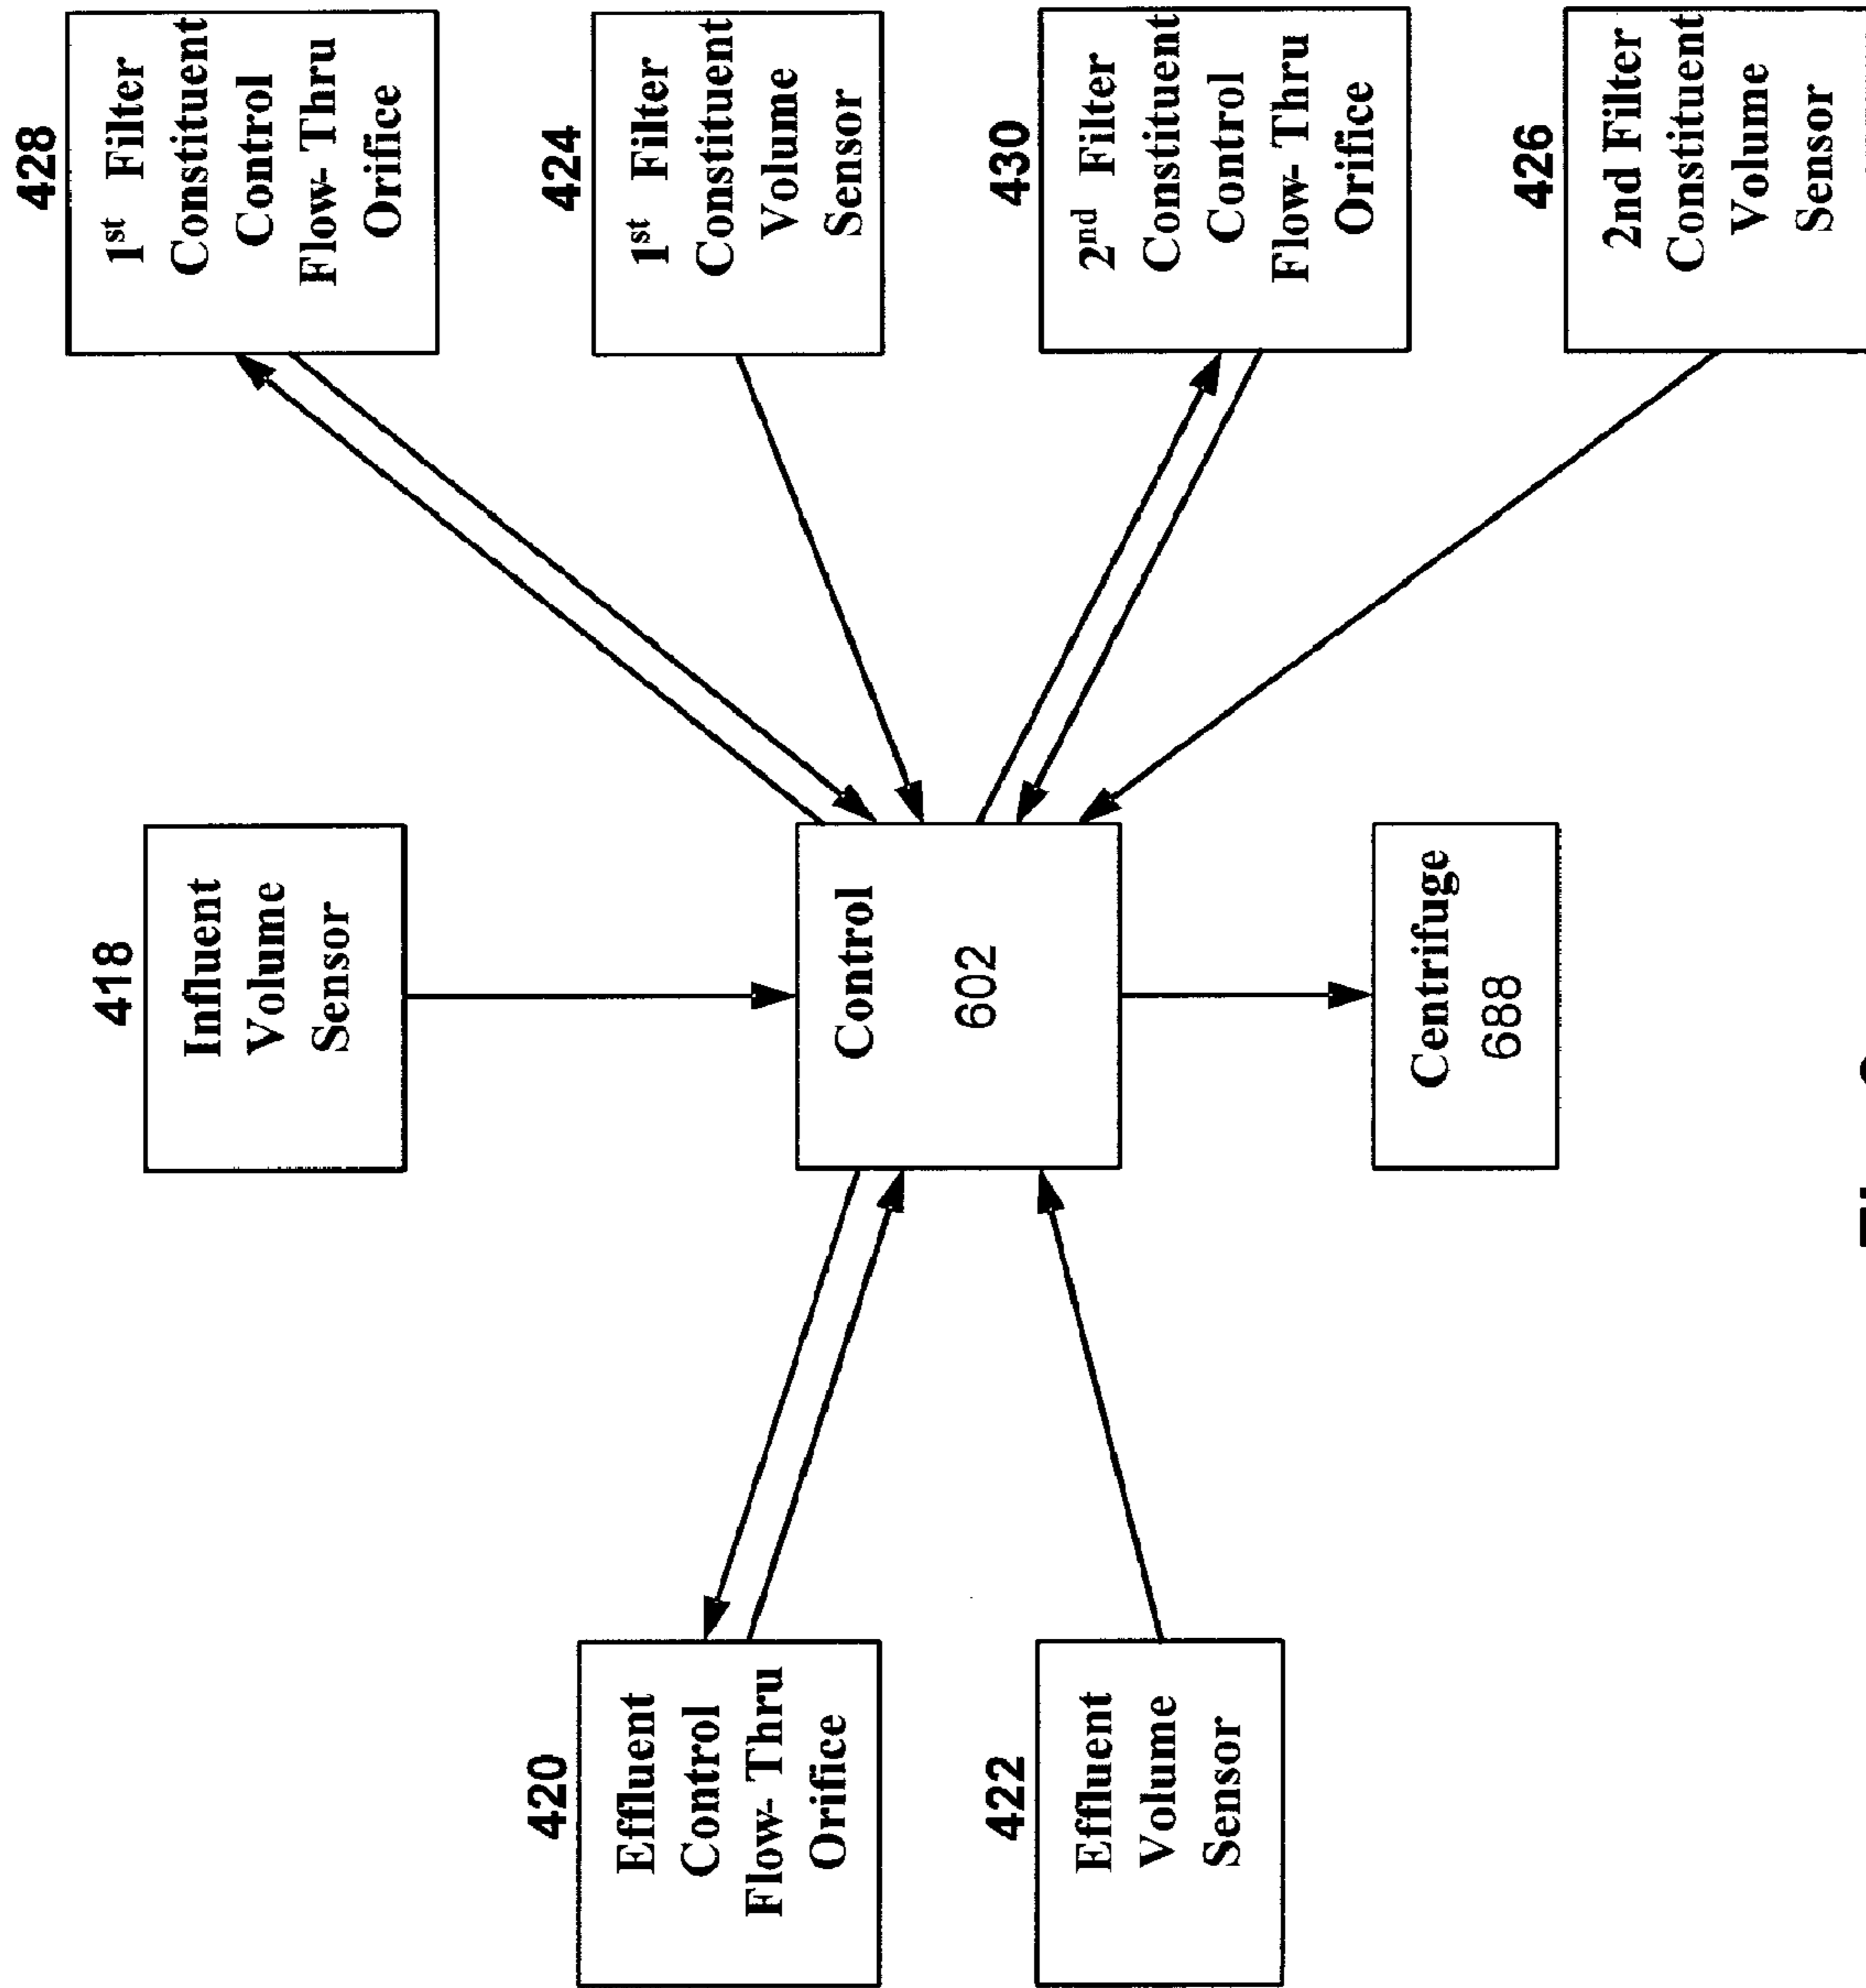 420
Effluent
Control
Flow- Thru
Orifice
422
Effluent
Volume
Sensor
418
Influent
Volume
Sensor
Control
602
Centrifuge
688
428
1st Filter
Constituent
Control
Flow- Thru
Orifice
424
1st Filter
Constituent
Volume
Sensor
430
2nd Filter
Constituent
Control
Flow- Thru
Orifice
426
2nd Filter
Constituent
Volume
Sensor